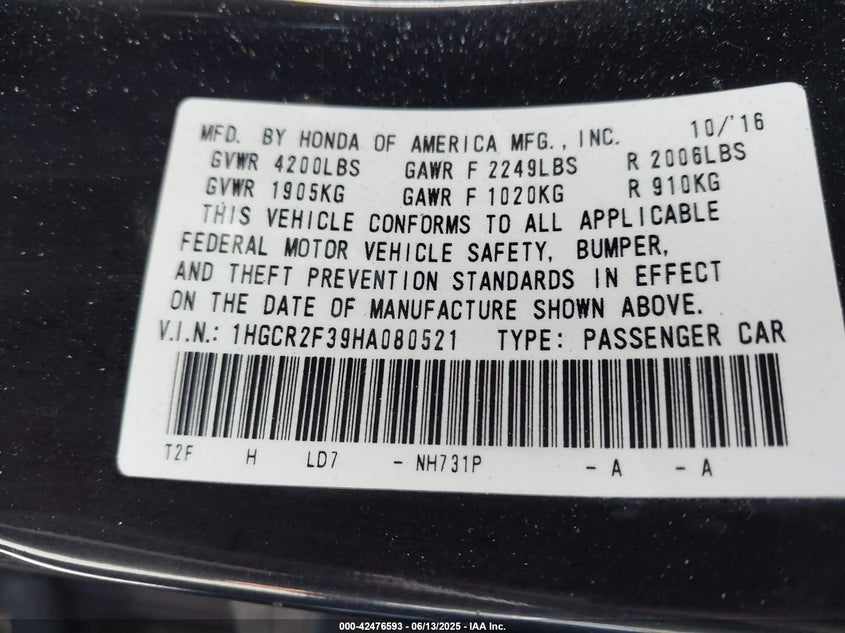 MFD. BY HONDA OF AMERICA MFG., INC. 10/'16
GVWR 4200LBS GAWR F 2249LBS R 2006LBS
GVWR 1905KG GAWR F 1020KG R 910KG
THIS VEHICLE CONFORMS TO ALL APPLICABLE
FEDERAL MOTOR VEHICLE SAFETY, BUMPER,
AND THEFT PREVENTION STANDARDS IN EFFECT
ON THE DATE OF MANUFACTURE SHOWN ABOVE.
V.I.N.: 1HGCR2F39HA080521 TYPE: PASSENGER CAR
T2F H LD7 - NH731P - A - A
000-42476593 - 06/13/2025 - IAA Inc.